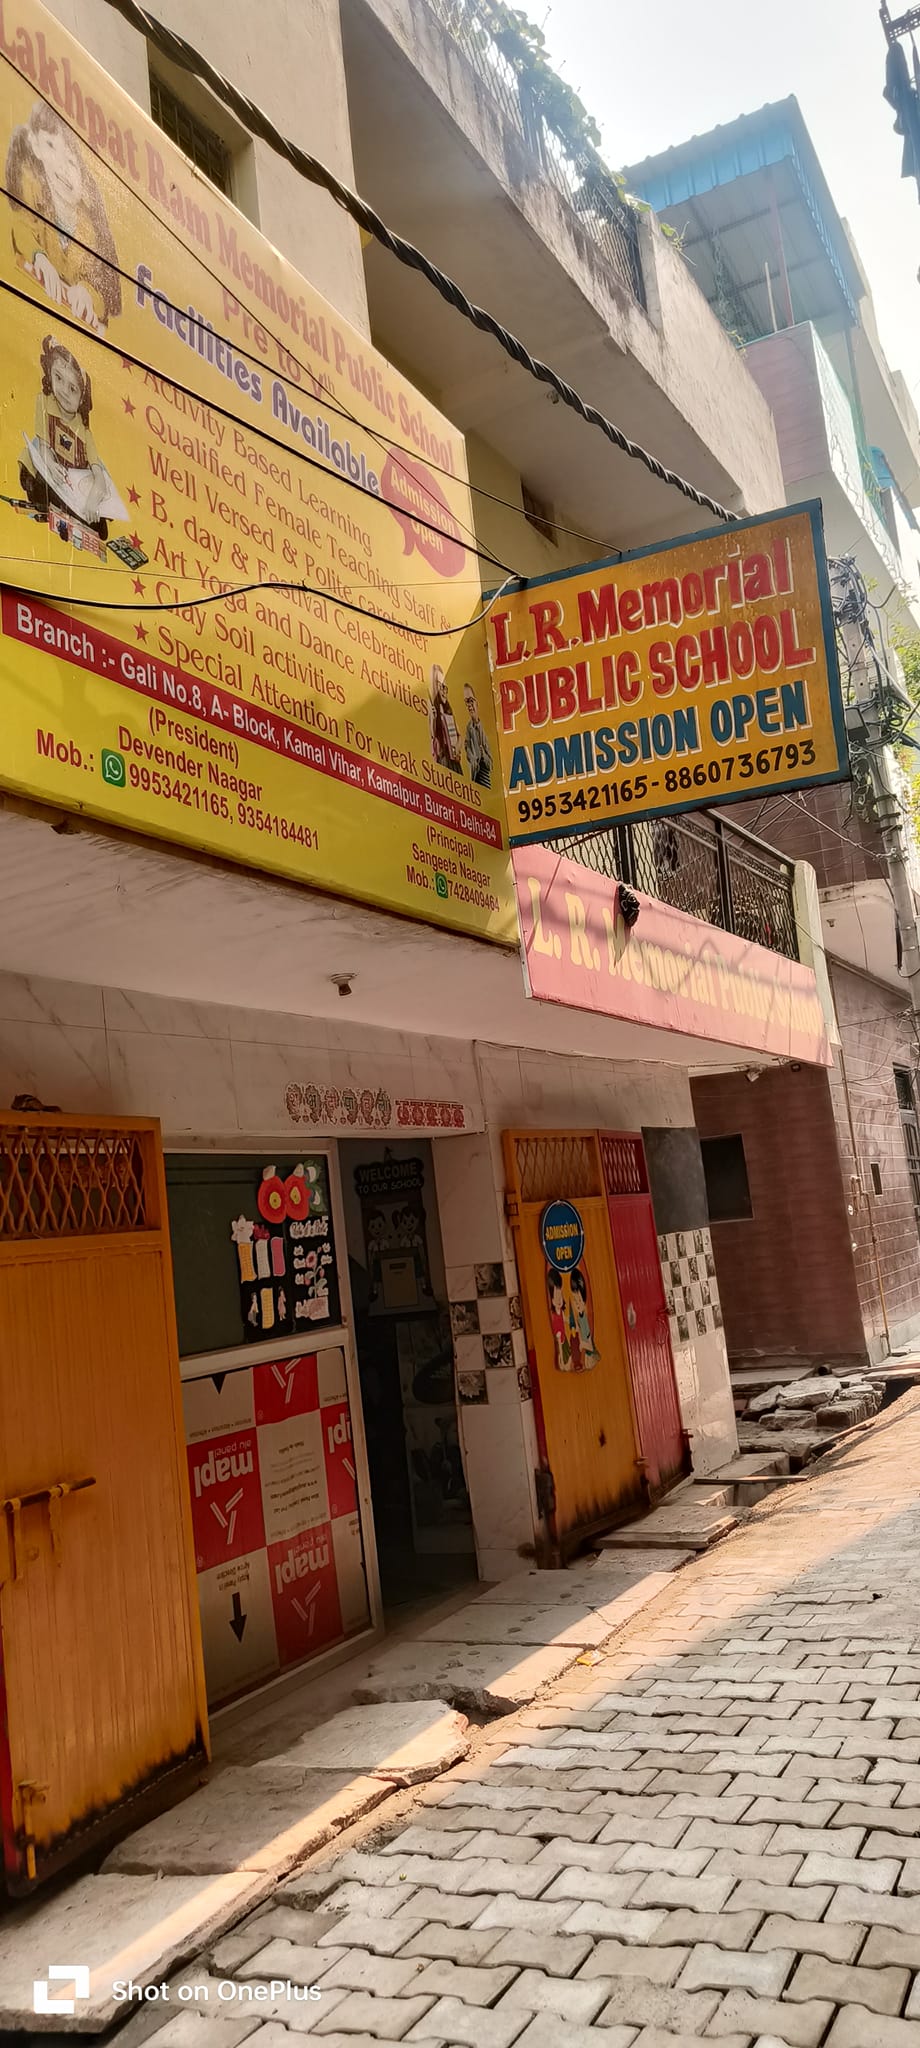 Lakhpat Ram Memorial Public School
Pre to Vth
Facilities Available
Admission
Open
Activity Based Learning
Qualified Female Teaching Staff &
Well Versed & Polite caretaker
B. day & Festival Celebration
Art Yoga and Dance Activities
Clay Soil activities
Special Attention For weak Students
Branch :- Gali No.8, A- Block, Kamal Vihar, Kamalpur, Burari, Delhi-84
(President)
Devender Naagar
Mob.: 9953421165, 9354184481
(Principal)
Sangeeta Naagar
Mob.: 7428409464
L.R. Memorial
PUBLIC SCHOOL
ADMISSION OPEN
9953421165-8860736793
L. R. Memorial Public School
WELCOME
TO OUR SCHOOL
ADMISSION
OPEN
mapl
alu panel
mapl
mapl
Shot on OnePlus